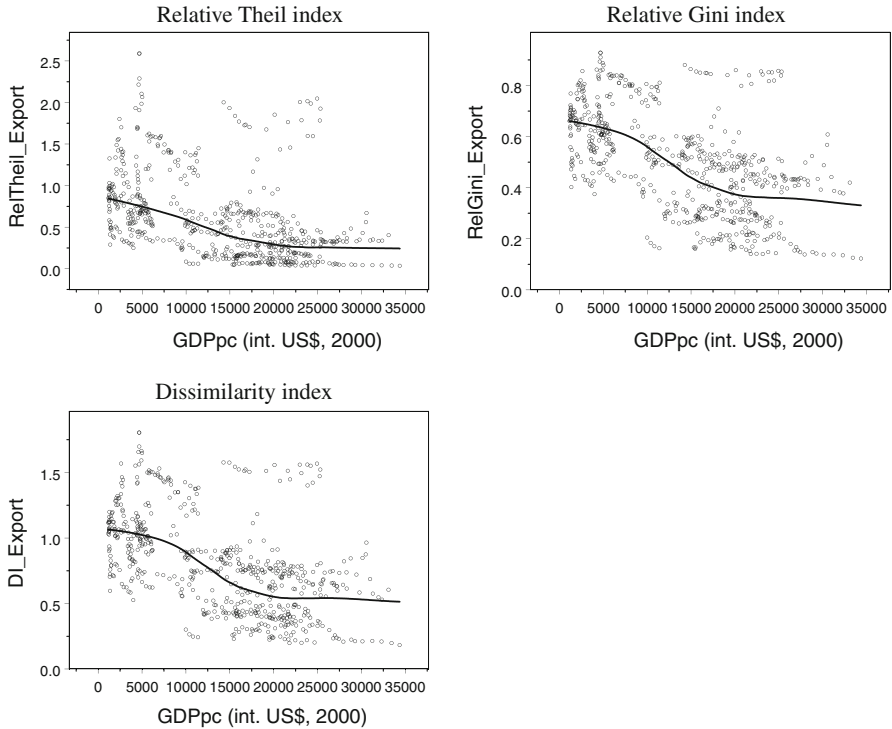 Relative Theil index
RelTheil_Export
2.5
2.0
1.5
1.0
0.5
0.0
0 5000 10000 15000 20000 25000 30000 35000
GDPpc (int. US$, 2000)
Relative Gini index
RelGini_Export
0.8
0.6
0.4
0.2
0.0
0 5000 10000 15000 20000 25000 30000 35000
GDPpc (int. US$, 2000)
Dissimilarity index
DI_Export
1.5
1.0
0.5
0.0
0 5000 10000 15000 20000 25000 30000 35000
GDPpc (int. US$, 2000)